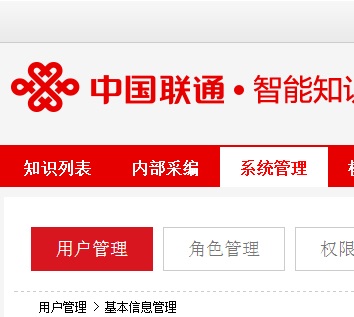 中国联通·智能知
知识列表 内部采编 系统管理
用户管理 角色管理 权限
用户管理 > 基本信息管理